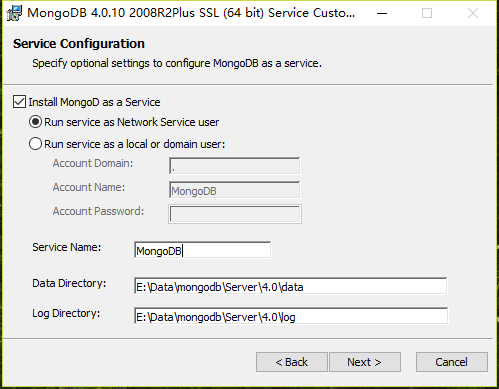 MongoDB 4.0.10 2008R2Plus SSL (64 bit) Service Custo...
Service Configuration
Specify optional settings to configure MongoDB as a service.
Install MongoD as a Service
Run service as Network Service user
Run service as a local or domain user:
Account Domain: .
Account Name: MongoDB
Account Password:
Service Name: MongoDB
Data Directory: E:\Data\mongodb\Server\4.0\data
Log Directory: E:\Data\mongodb\Server\4.0\log
< Back Next > Cancel